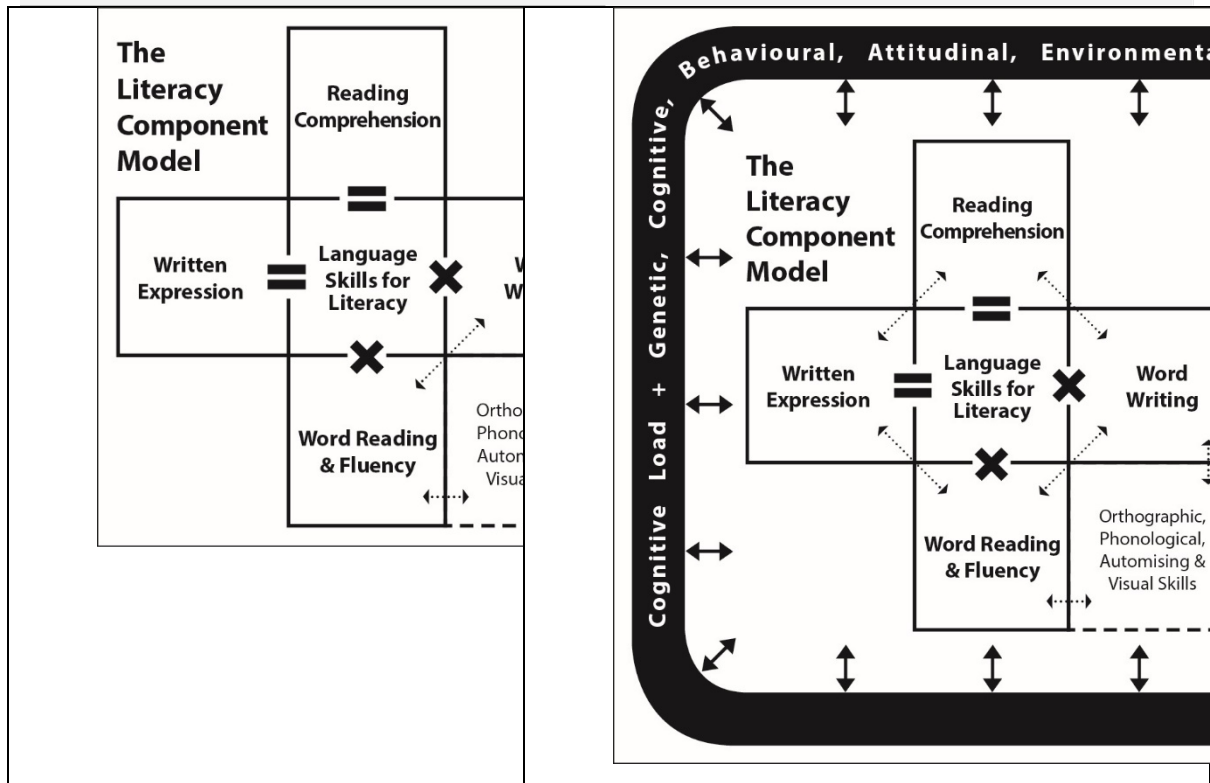 The
Literacy
Component
Model
Reading
Comprehension
=
Written
Expression
=
Language
Skills for
Literacy
×
×
Word Reading
& Fluency
Cognitive Load + Genetic, Cognitive, Behavioural, Attitudinal,
The
Literacy
Component
Model
Reading
Comprehension
=
Written
Expression
=
Language
Skills for
Literacy
×
Word
Writing
×
Word Reading
& Fluency
Orthographic,
Phonological,
Automising &
Visual Skills